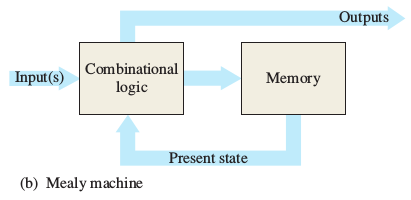 Outputs
Input(s)
Combinational
logic
Memory
Present state
(b) Mealy machine